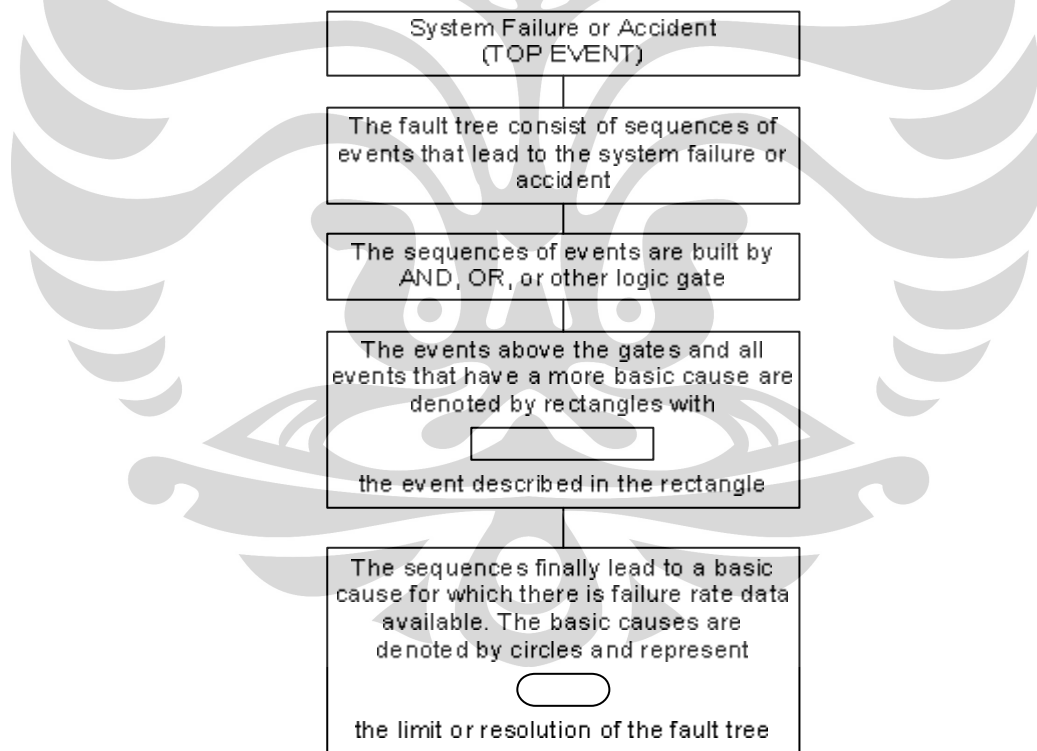 System Failure or Accident
(TOP EVENT)
The fault tree consist of sequences of
events that lead to the system failure or
accident
The sequences of events are built by
AND, OR, or other logic gate
The events above the gates and all
events that have a more basic cause are
denoted by rectangles with
the event described in the rectangle
The sequences finally lead to a basic
cause for which there is failure rate data
available. The basic causes are
denoted by circles and represent
the limit or resolution of the fault tree